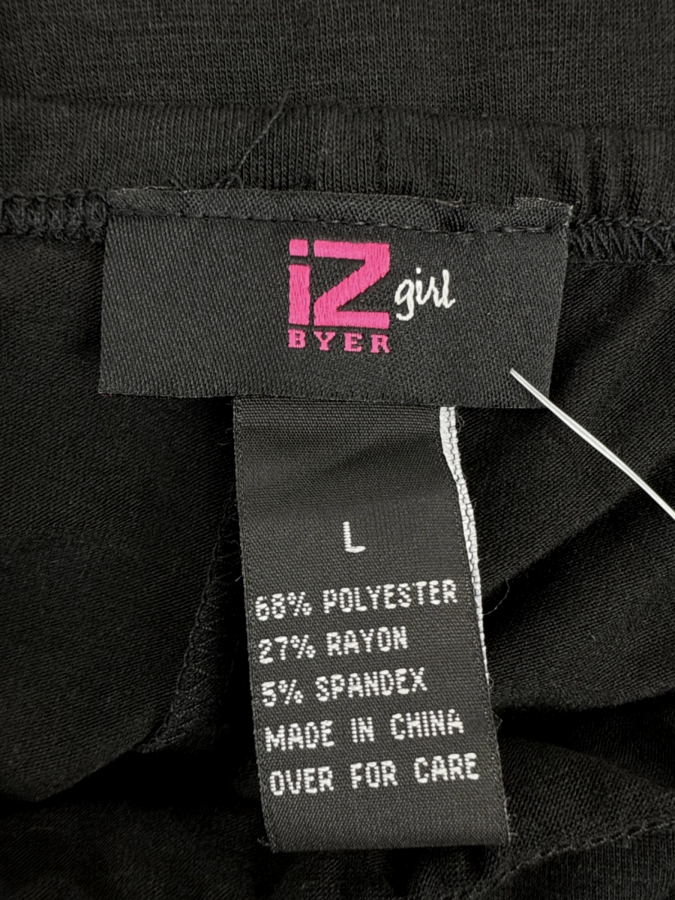 iZ girl
BYER
L
68% POLYESTER
27% RAYON
5% SPANDEX
MADE IN CHINA
OVER FOR CARE